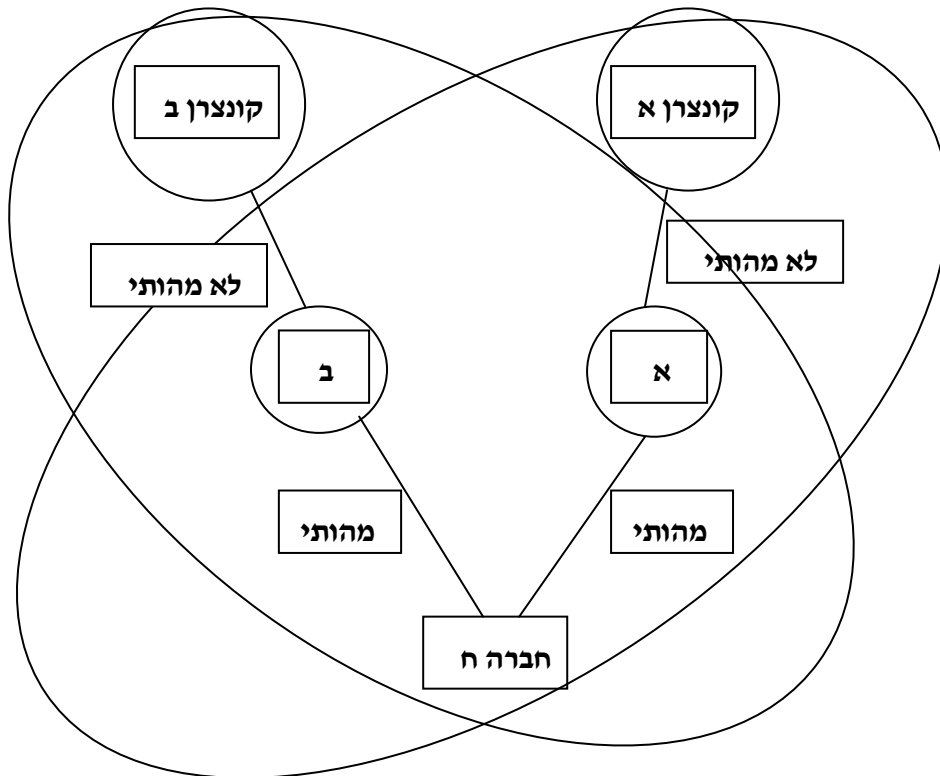 קונצרן א
קונצרן ב
לא מהותי
לא מהותי
א
ב
מהותי
מהותי
חברה ח